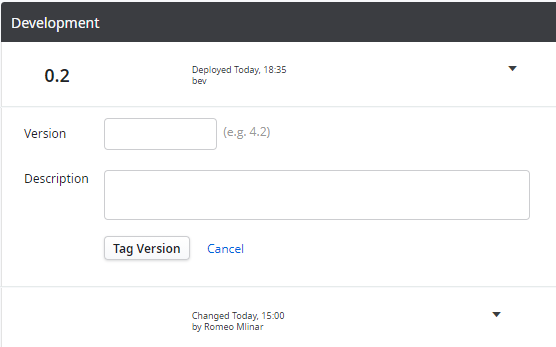 Development
0.2
Deployed Today, 18:35
bev
Version
(e.g. 4.2)
Description
Tag Version
Cancel
Changed Today, 15:00
by Romeo Mlinar